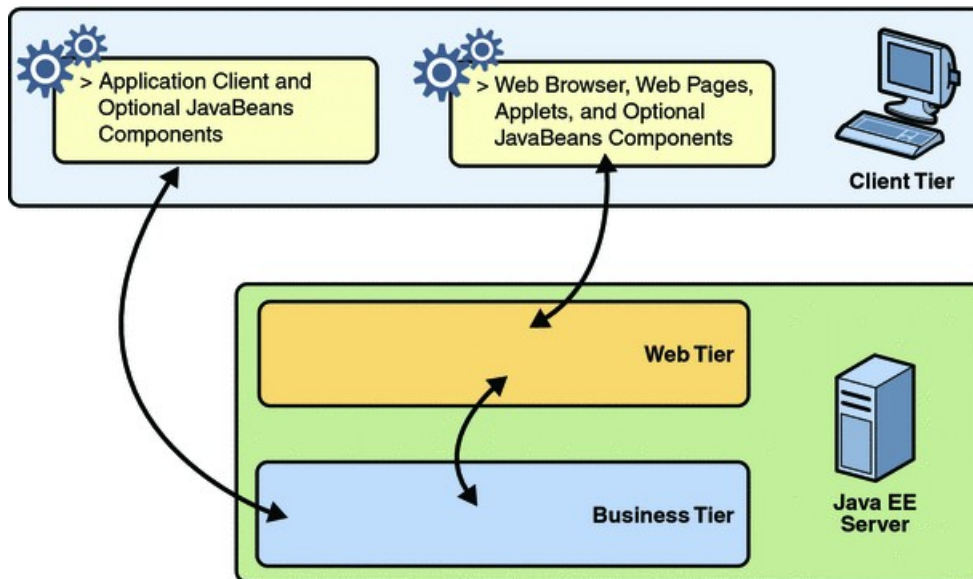 > Application Client and
Optional JavaBeans
Components
> Web Browser, Web Pages,
Applets, and Optional
JavaBeans Components
Client Tier
Web Tier
Business Tier
Java EE
Server